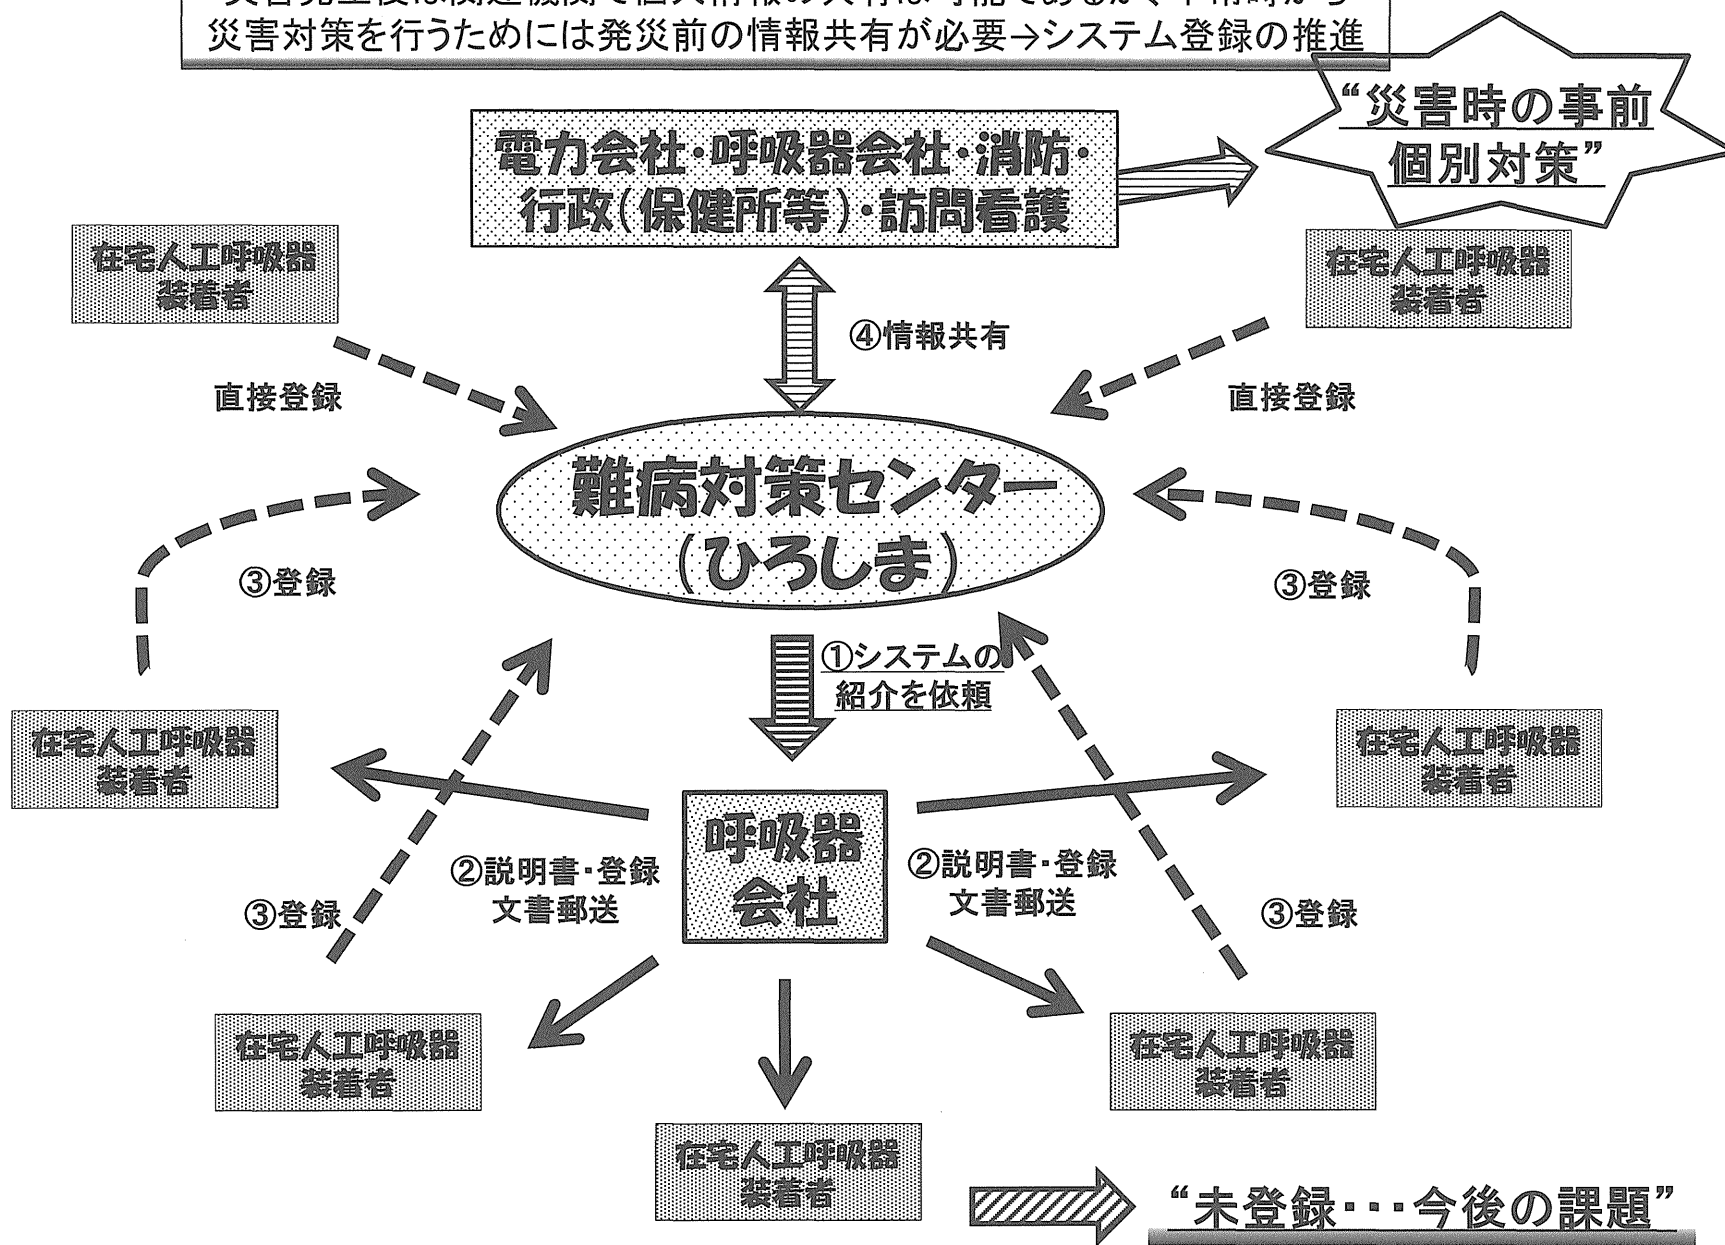 災害対策を行うためには発災前の情報共有が必要→システム登録の推進
“災害時の事前
個別対策”
電力会社・呼吸器会社・消防・
行政(保健所等)・訪問看護
在宅人工呼吸器
装着者
在宅人工呼吸器
装着者
④情報共有
直接登録
直接登録
難病対策センター
(ひろしま)
③登録
③登録
①システムの
紹介を依頼
在宅人工呼吸器
装着者
在宅人工呼吸器
装着者
呼吸器
会社
②説明書・登録
文書郵送
②説明書・登録
文書郵送
③登録
③登録
在宅人工呼吸器
装着者
在宅人工呼吸器
装着者
在宅人工呼吸器
装着者
“未登録・・・今後の課題”